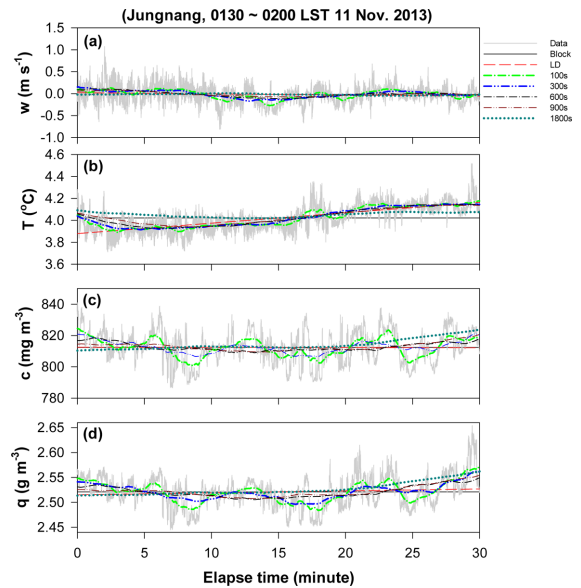 (Jungnang, 0130 ~ 0200 LST 11 Nov. 2013)
(a)
w (m s⁻¹)
1.5
1.0
0.5
0.0
-0.5
-1.0
Data
Block
LD
100s
300s
600s
900s
1800s
(b)
T (°C)
4.6
4.4
4.2
4.0
3.8
3.6
(c)
c (mg m⁻³)
840
820
800
780
(d)
q (g m⁻³)
2.65
2.60
2.55
2.50
2.45
0 5 10 15 20 25 30
Elapse time (minute)